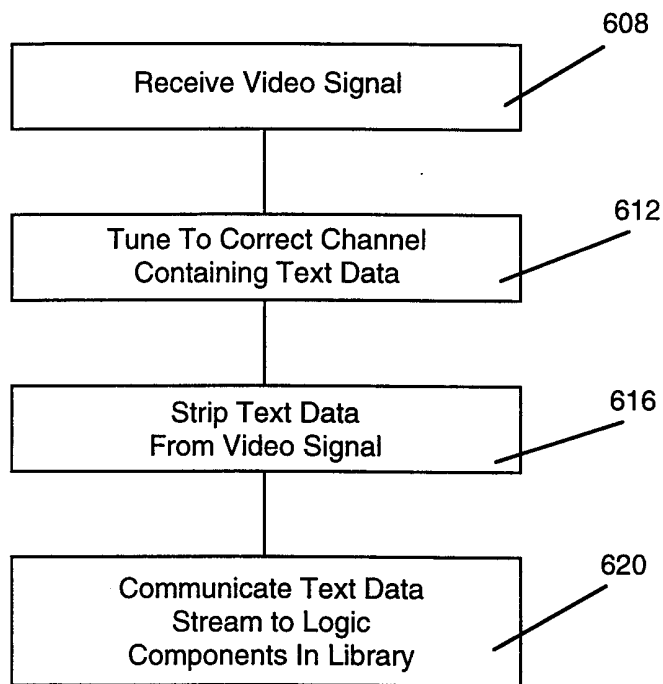 608
Receive Video Signal
612
Tune To Correct Channel
Containing Text Data
616
Strip Text Data
From Video Signal
620
Communicate Text Data
Stream to Logic
Components In Library